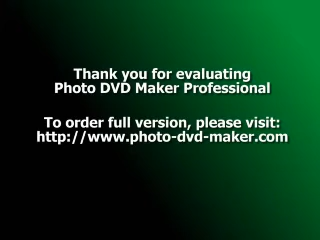 Thank you for evaluating
Photo DVD Maker Professional
To order full version, please visit:
http://www.photo-dvd-maker.com